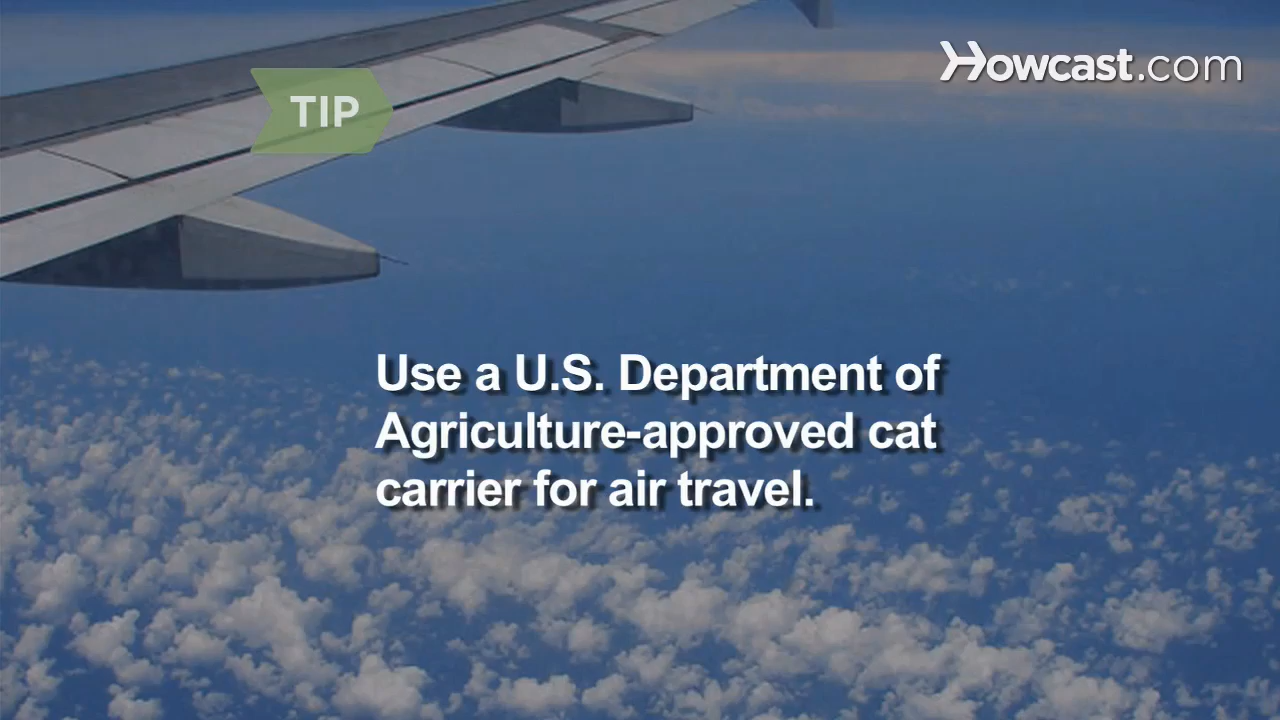 Howcast.com
TIP
Use a U.S. Department of
Agriculture-approved cat
carrier for air travel.